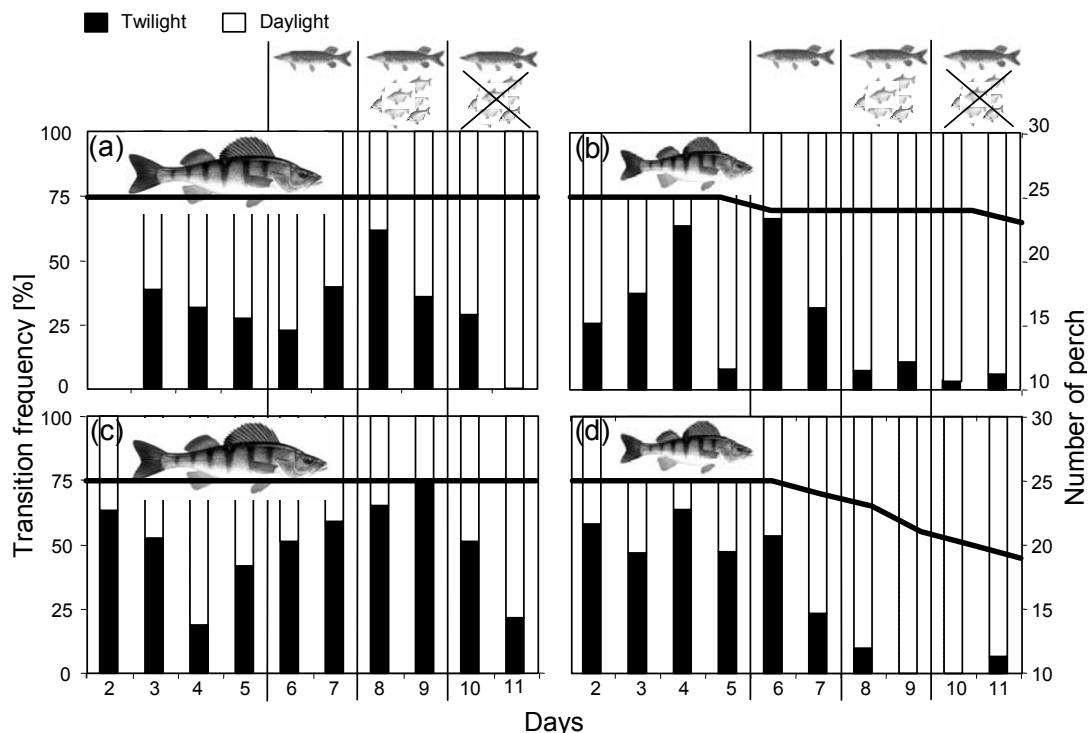 Twilight Daylight
(a) (b)
100
75
50
25
0
30
25
20
15
10
(c) (d)
100
75
50
25
0
30
25
20
15
10
2 3 4 5 6 7 8 9 10 11
2 3 4 5 6 7 8 9 10 11
Transition frequency [%]
Number of perch
Days